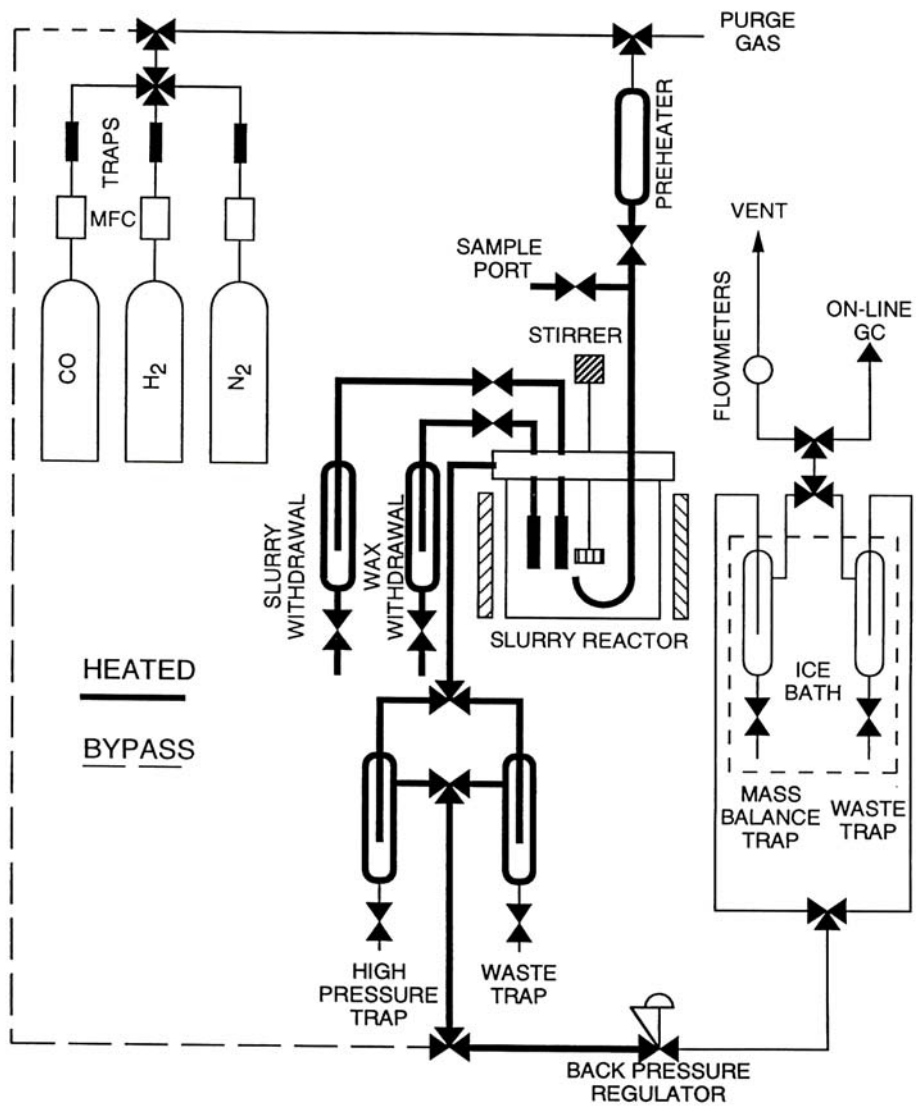 PURGE
GAS
TRAPS
PREHEATER
MFC
VENT
SAMPLE
PORT
FLOWMETERS
ON-LINE
GC
STIRRER
CO
H2
N2
SLURRY
WITHDRAWAL
WAX
WITHDRAWAL
SLURRY REACTOR
HEATED
BYPASS
ICE
BATH
MASS
BALANCE
TRAP
WASTE
TRAP
HIGH
PRESSURE
TRAP
WASTE
TRAP
BACK PRESSURE
REGULATOR